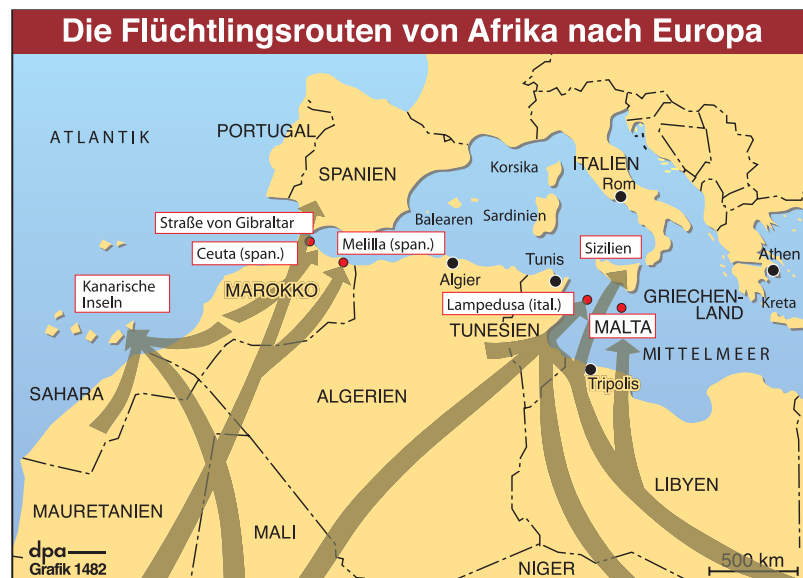 Die Flüchtlingsrouten von Afrika nach Europa
ATLANTIK
PORTUGAL
SPANIEN
Korsika
ITALIEN
Rom
Straße von Gibraltar
Balearen
Sardinien
Ceuta (span.)
Melilla (span.)
Sizilien
Athen
Kanarische
Inseln
MAROKKO
Algier
Tunis
Lampedusa (ital.)
GRIECHEN-
LAND
Kreta
TUNESIEN
MALTA
MITTELMEER
SAHARA
ALGERIEN
Tripolis
MAURETANIEN
MALI
LIBYEN
NIGER
dpa
Grafik 1482
500 km